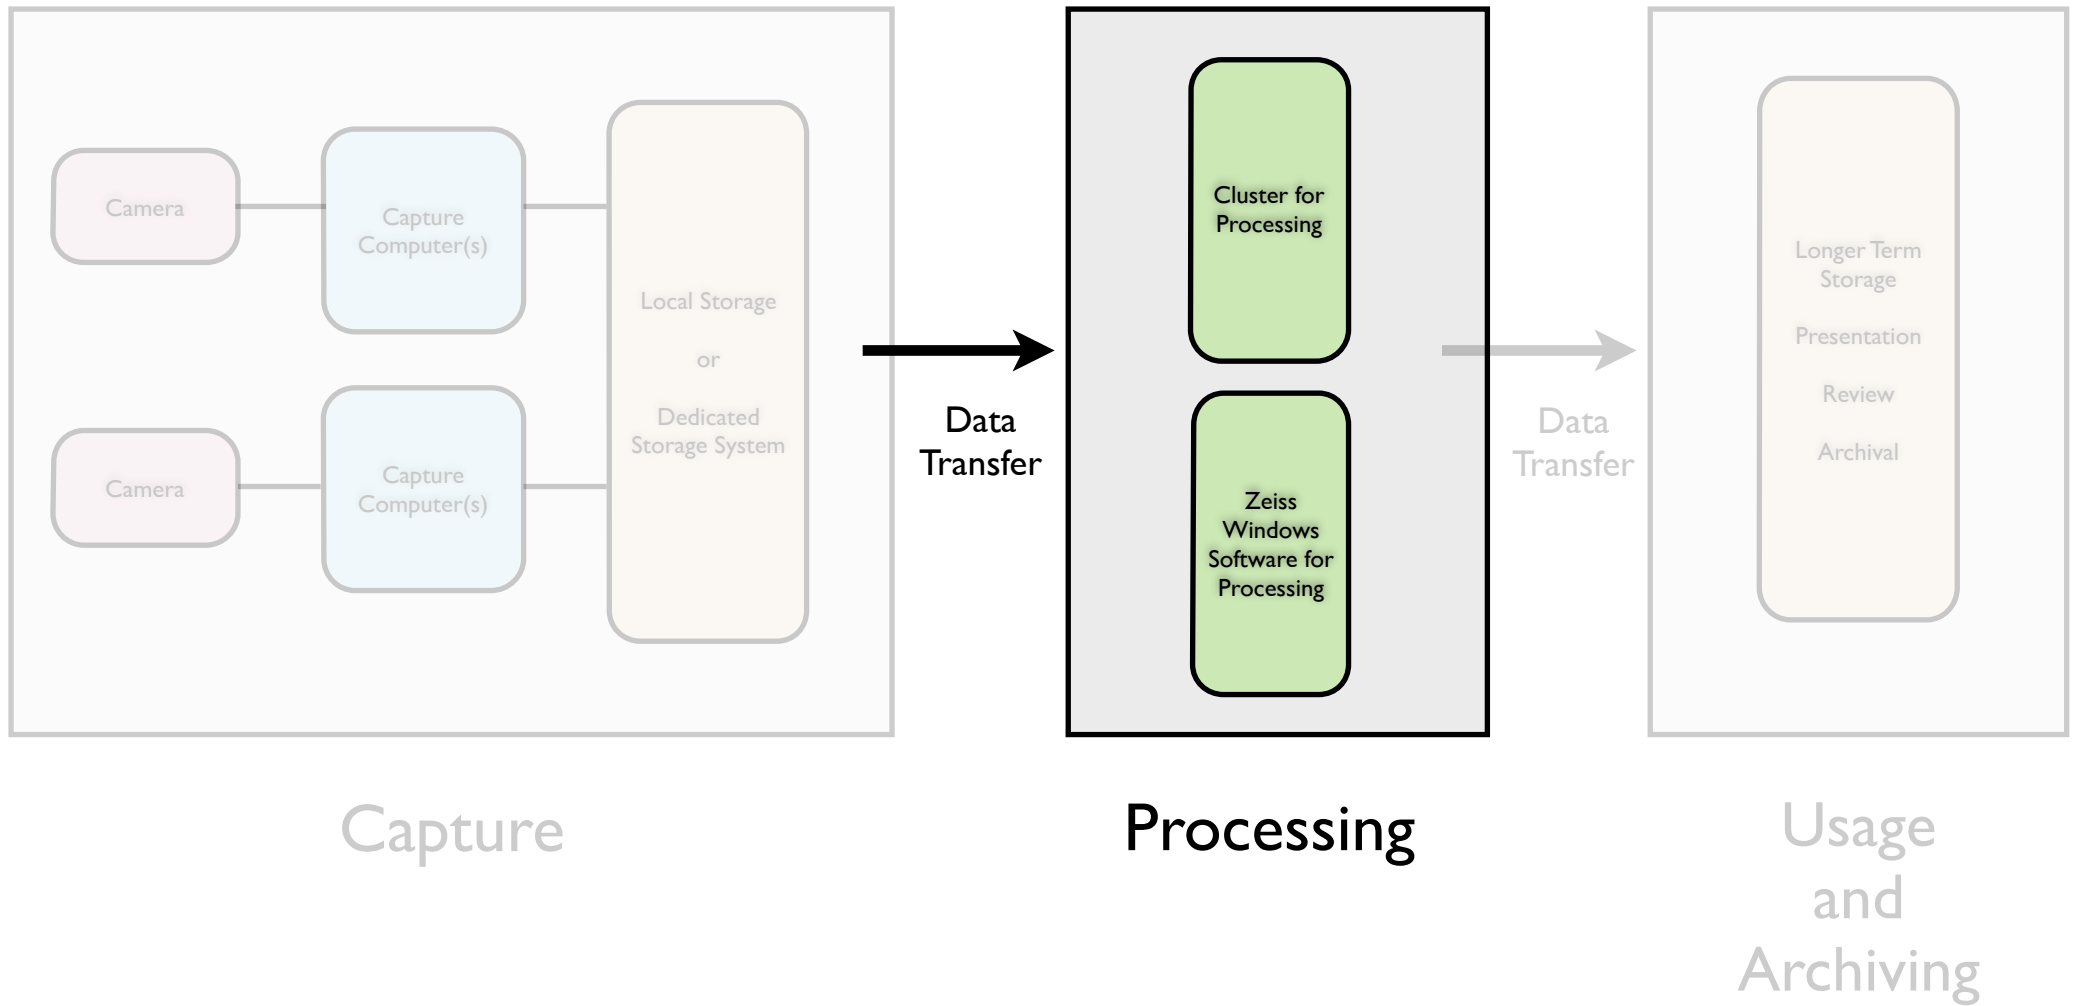 Camera
Capture
Computer(s)
Camera
Capture
Computer(s)
Local Storage
or
Dedicated
Storage System
Data
Transfer
Cluster for
Processing
Zeiss
Windows
Software for
Processing
Data
Transfer
Longer Term
Storage
Presentation
Review
Archival
Capture
Processing
Usage
and
Archiving